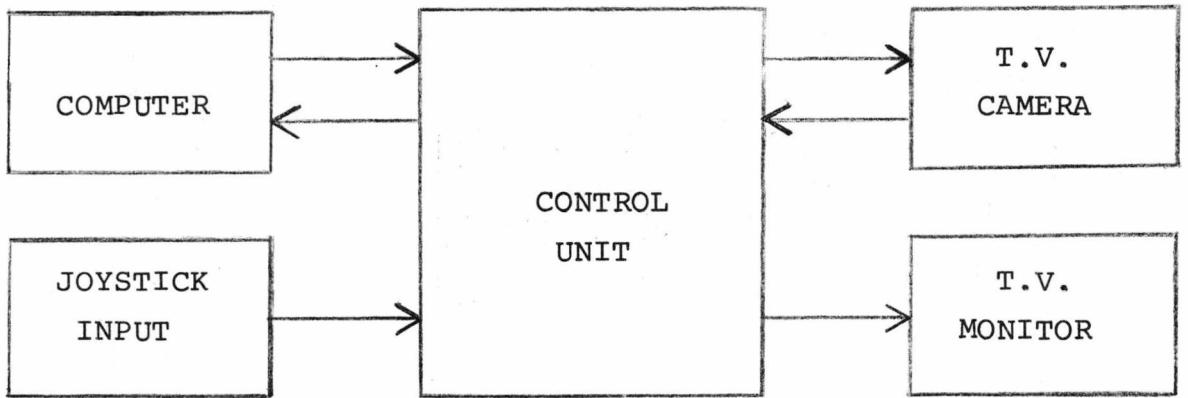 COMPUTER
JOYSTICK
INPUT
CONTROL
UNIT
T.V.
CAMERA
T.V.
MONITOR